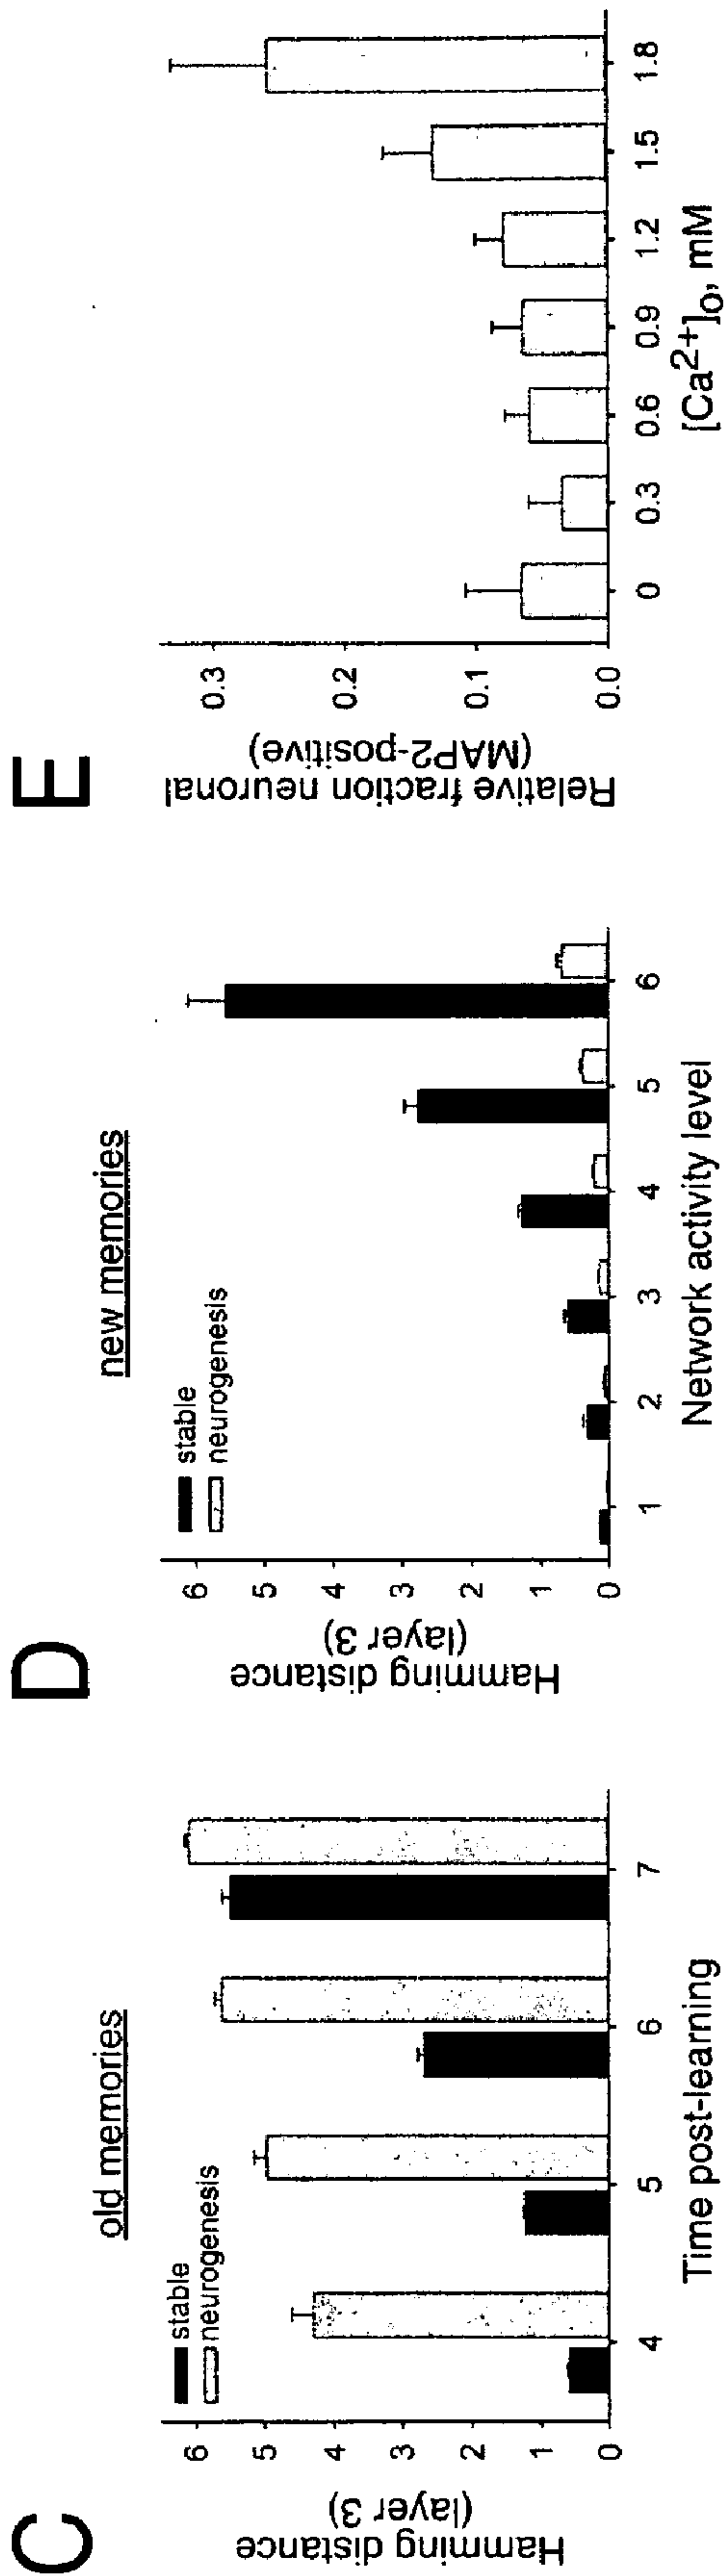 C
old memories
stable
neurogenesis
6
5
4
3
2
1
0
Hamming distance
(layer 3)
4 5 6 7
Time post-learning
D
new memories
stable
neurogenesis
6
5
4
3
2
1
0
Hamming distance
(layer 3)
1 2 3 4 5 6
Network activity level
E
0.3
0.2
0.1
0.0
Relative fraction neuronal
(MAP2-positive)
0 0.3 0.6 0.9 1.2 1.5 1.8
[Ca2+]o, mM